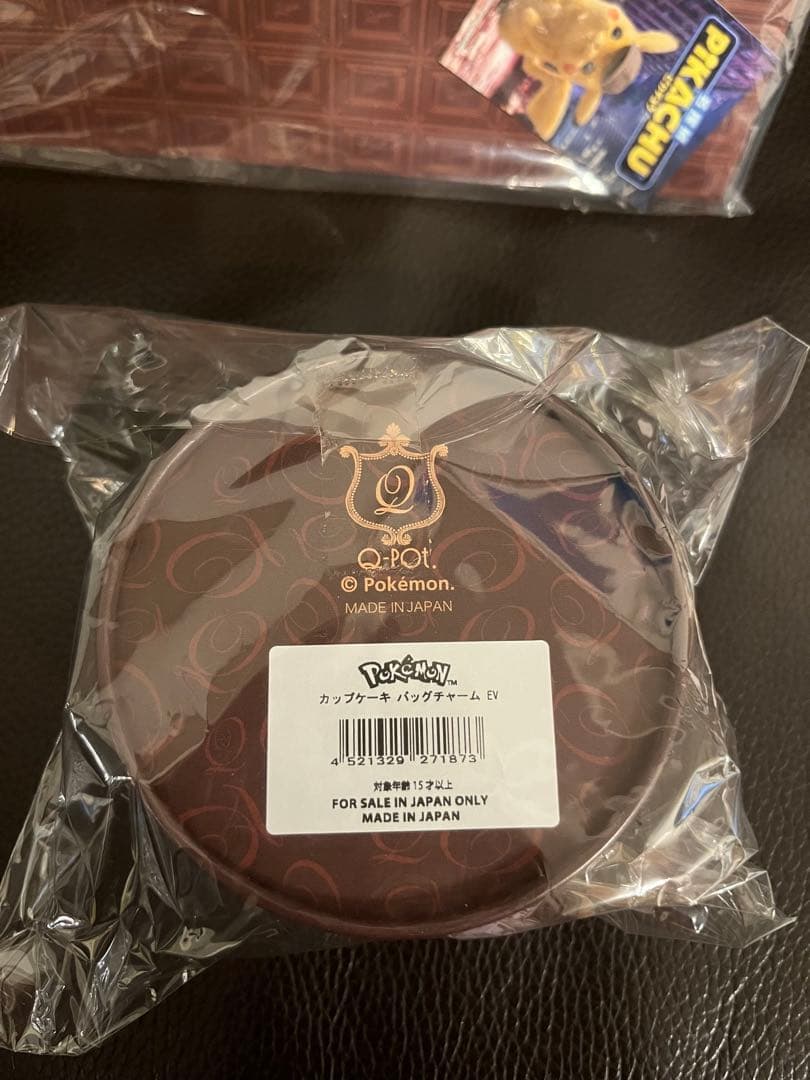 PIKACHU
Q
Q-POT.
© Pokémon.
MADE IN JAPAN
POKéMON™
カップケーキ バッグチャーム EV
4 521329 271873
対象年齢15才以上
FOR SALE IN JAPAN ONLY
MADE IN JAPAN